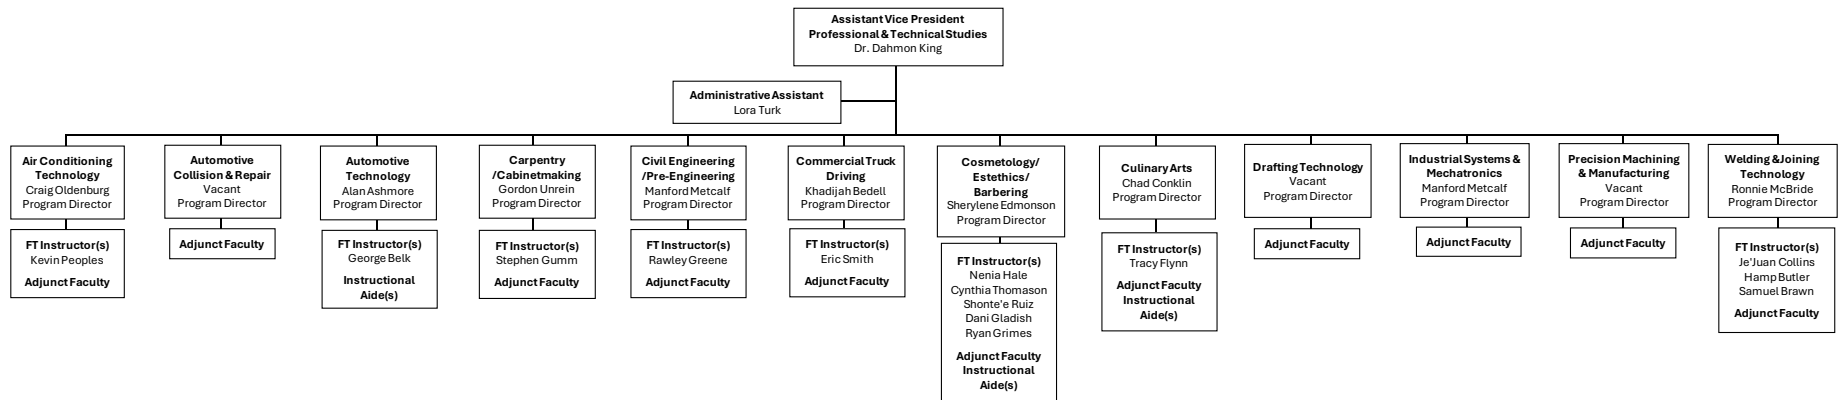 Assistant Vice President
Professional & Technical Studies
Dr. Dahmon King
Administrative Assistant
Lora Turk
Air Conditioning
Technology
Craig Oldenburg
Program Director
FT Instructor(s)
Kevin Peoples
Adjunct Faculty
Automotive
Collision & Repair
Vacant
Program Director
Adjunct Faculty
Automotive
Technology
Alan Ashmore
Program Director
FT Instructor(s)
George Belk
Instructional
Aide(s)
Carpentry
/Cabinetmaking
Gordon Unrein
Program Director
FT Instructor(s)
Stephen Gumm
Adjunct Faculty
Civil Engineering
/Pre-Engineering
Manford Metcalf
Program Director
FT Instructor(s)
Rawley Greene
Adjunct Faculty
Commercial Truck
Driving
Khadijah Bedell
Program Director
FT Instructor(s)
Eric Smith
Adjunct Faculty
Cosmetology/
Esthetics/
Barbering
Sherylene Edmonson
Program Director
FT Instructor(s)
Nenia Hale
Cynthia Thomason
Shonte'e Ruiz
Dani Gladish
Ryan Grimes
Adjunct Faculty
Instructional
Aide(s)
Culinary Arts
Chad Conklin
Program Director
FT Instructor(s)
Tracy Flynn
Adjunct Faculty
Instructional
Aide(s)
Drafting Technology
Vacant
Program Director
Adjunct Faculty
Industrial Systems &
Mechatronics
Manford Metcalf
Program Director
Adjunct Faculty
Precision Machining
& Manufacturing
Vacant
Program Director
Adjunct Faculty
Welding & Joining
Technology
Ronnie McBride
Program Director
FT Instructor(s)
Je'Juan Collins
Hamp Butler
Samuel Brawn
Adjunct Faculty